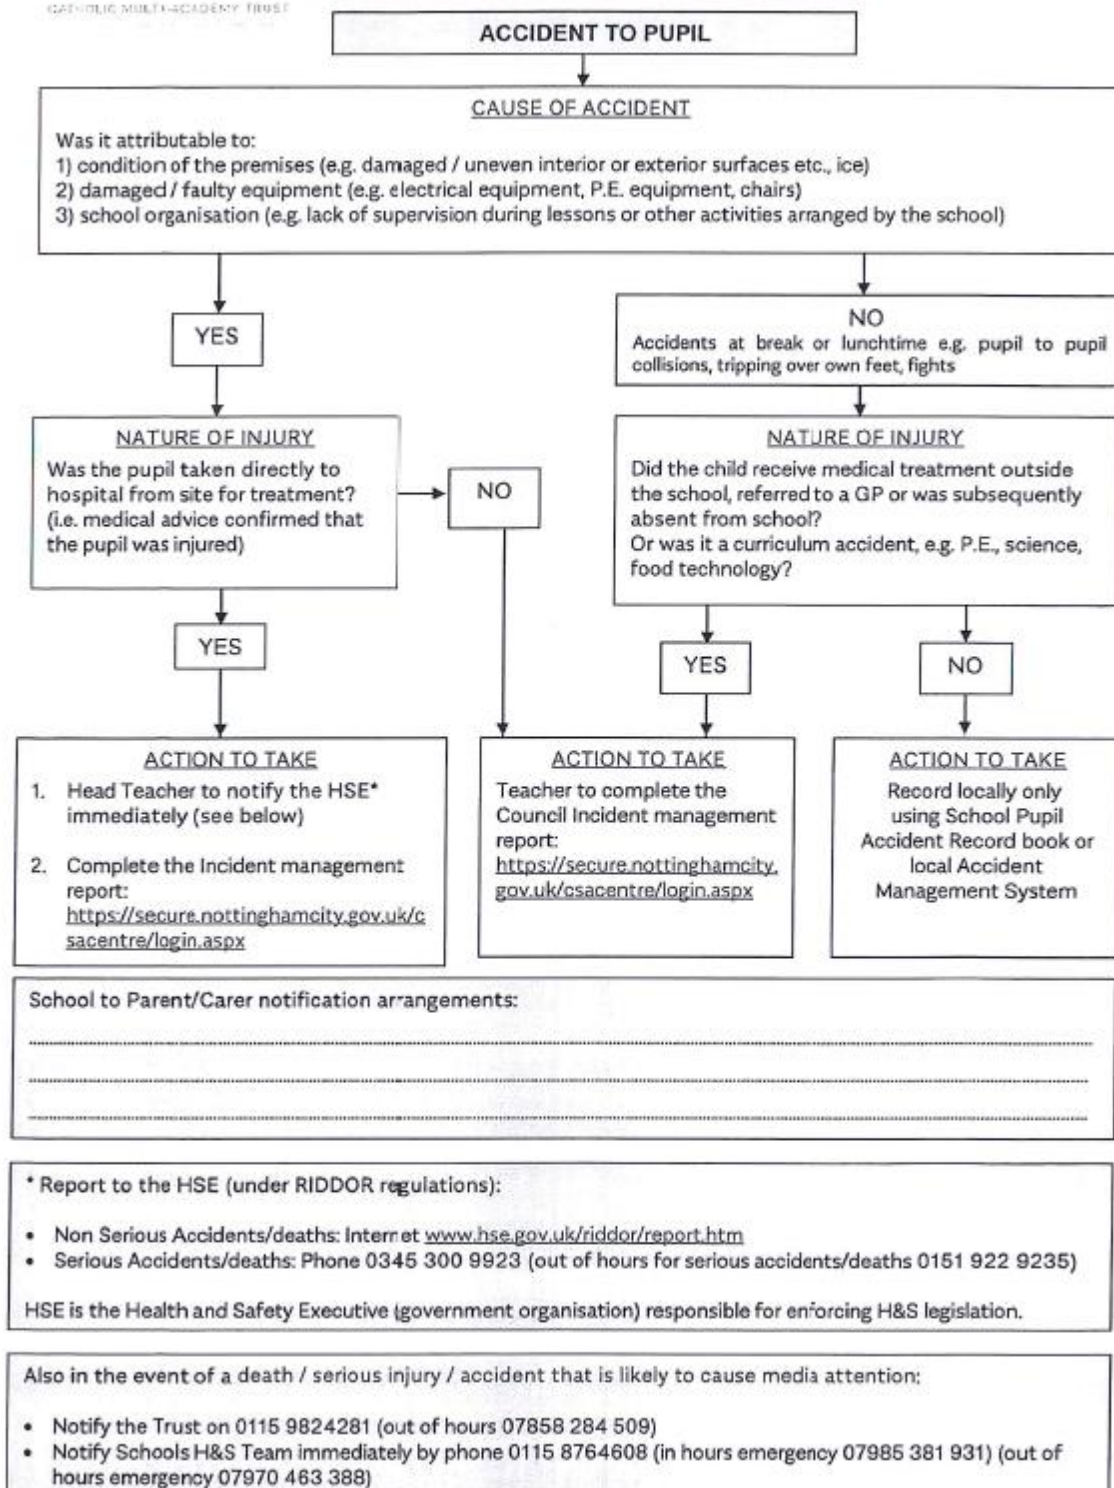 CATHOLIC MULTI-ACADEMY TRUST
ACCIDENT TO PUPIL
CAUSE OF ACCIDENT
Was it attributable to:
1) condition of the premises (e.g. damaged / uneven interior or exterior surfaces etc., ice)
2) damaged / faulty equipment (e.g. electrical equipment, P.E. equipment, chairs)
3) school organisation (e.g. lack of supervision during lessons or other activities arranged by the school)
YES
NO
Accidents at break or lunchtime e.g. pupil to pupil
collisions, tripping over own feet, fights
NATURE OF INJURY
Was the pupil taken directly to
hospital from site for treatment?
(i.e. medical advice confirmed that
the pupil was injured)
NO
NATURE OF INJURY
Did the child receive medical treatment outside
the school, referred to a GP or was subsequently
absent from school?
Or was it a curriculum accident, e.g. P.E., science,
food technology?
YES
YES
NO
ACTION TO TAKE
1. Head Teacher to notify the HSE*
immediately (see below)
2. Complete the Incident management
report:
https://secure.nottinghamcity.gov.uk/c
sacentre/login.aspx
ACTION TO TAKE
Teacher to complete the
Council Incident management
report:
https://secure.nottinghamcity.
gov.uk/csacentre/login.aspx
ACTION TO TAKE
Record locally only
using School Pupil
Accident Record book or
local Accident
Management System
School to Parent/Carer notification arrangements:
* Report to the HSE (under RIDDOR regulations):
• Non Serious Accidents/deaths: Internet www.hse.gov.uk/riddor/report.htm
• Serious Accidents/deaths: Phone 0345 300 9923 (out of hours for serious accidents/deaths 0151 922 9235)
HSE is the Health and Safety Executive (government organisation) responsible for enforcing H&S legislation.
Also in the event of a death / serious injury / accident that is likely to cause media attention:
• Notify the Trust on 0115 9824281 (out of hours 07858 284 509)
• Notify Schools H&S Team immediately by phone 0115 8764608 (in hours emergency 07985 381 931) (out of
hours emergency 07970 463 388)